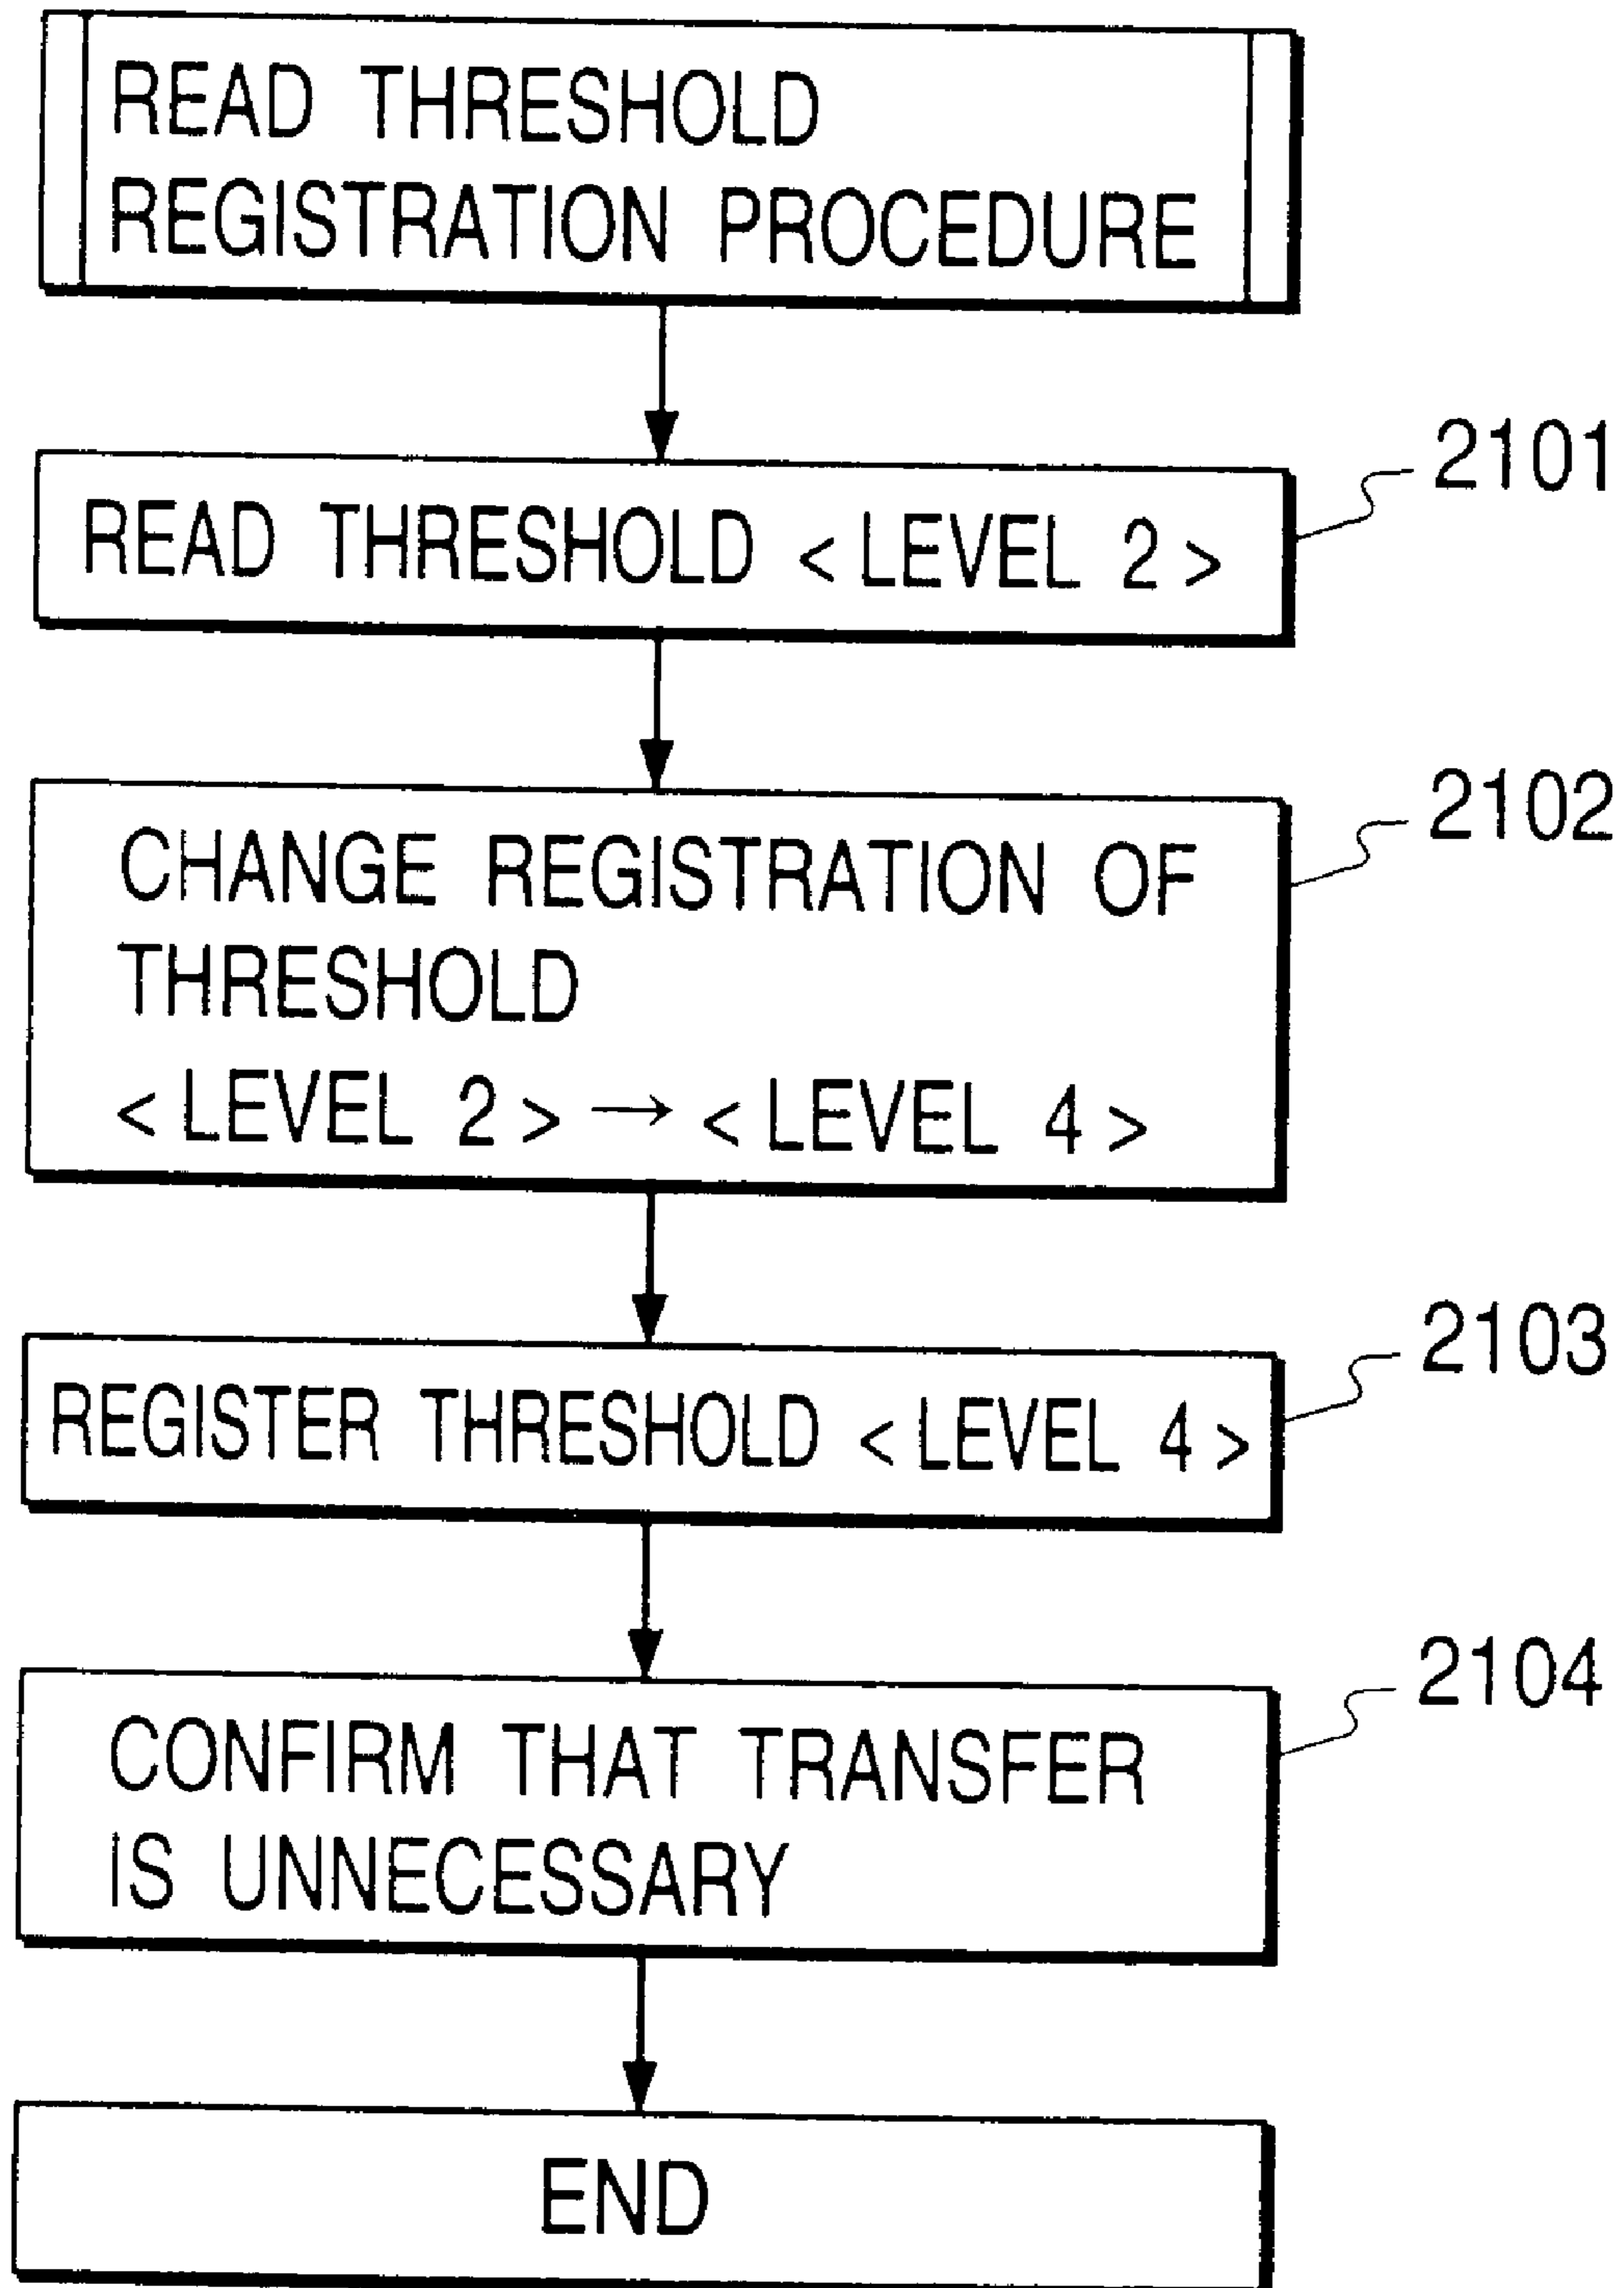 READ THRESHOLD
REGISTRATION PROCEDURE
2101
READ THRESHOLD < LEVEL 2 >
2102
CHANGE REGISTRATION OF
THRESHOLD
< LEVEL 2 > → < LEVEL 4 >
2103
REGISTER THRESHOLD < LEVEL 4 >
2104
CONFIRM THAT TRANSFER
IS UNNECESSARY
END